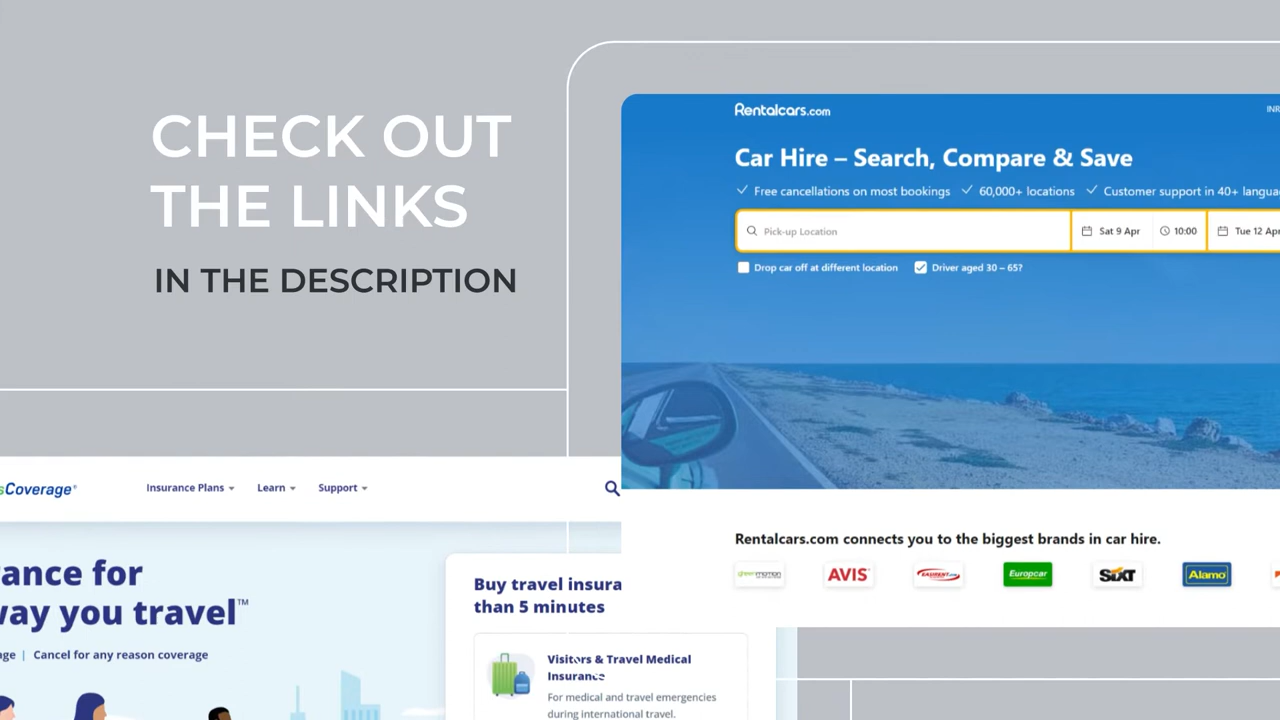 CHECK OUT
THE LINKS
IN THE DESCRIPTION
Rentalcars.com
INR
Car Hire – Search, Compare & Save
Free cancellations on most bookings
60,000+ locations
Customer support in 40+
Pick-up Location
Sat 9 Apr
10:00
Tue 12 Apr
Drop car off at different location
Driver aged 30 – 65?
Rentalcars.com connects you to the biggest brands in car hire.
greenmotion
AVIS
Europcar
SIXT
Alamo
sCoverage®
Insurance Plans
Learn
Support
ance for
way you travel™
age | Cancel for any reason coverage
Buy travel insura
than 5 minutes
Visitors & Travel Medical
Insurance
For medical and travel emergencies
during international travel.